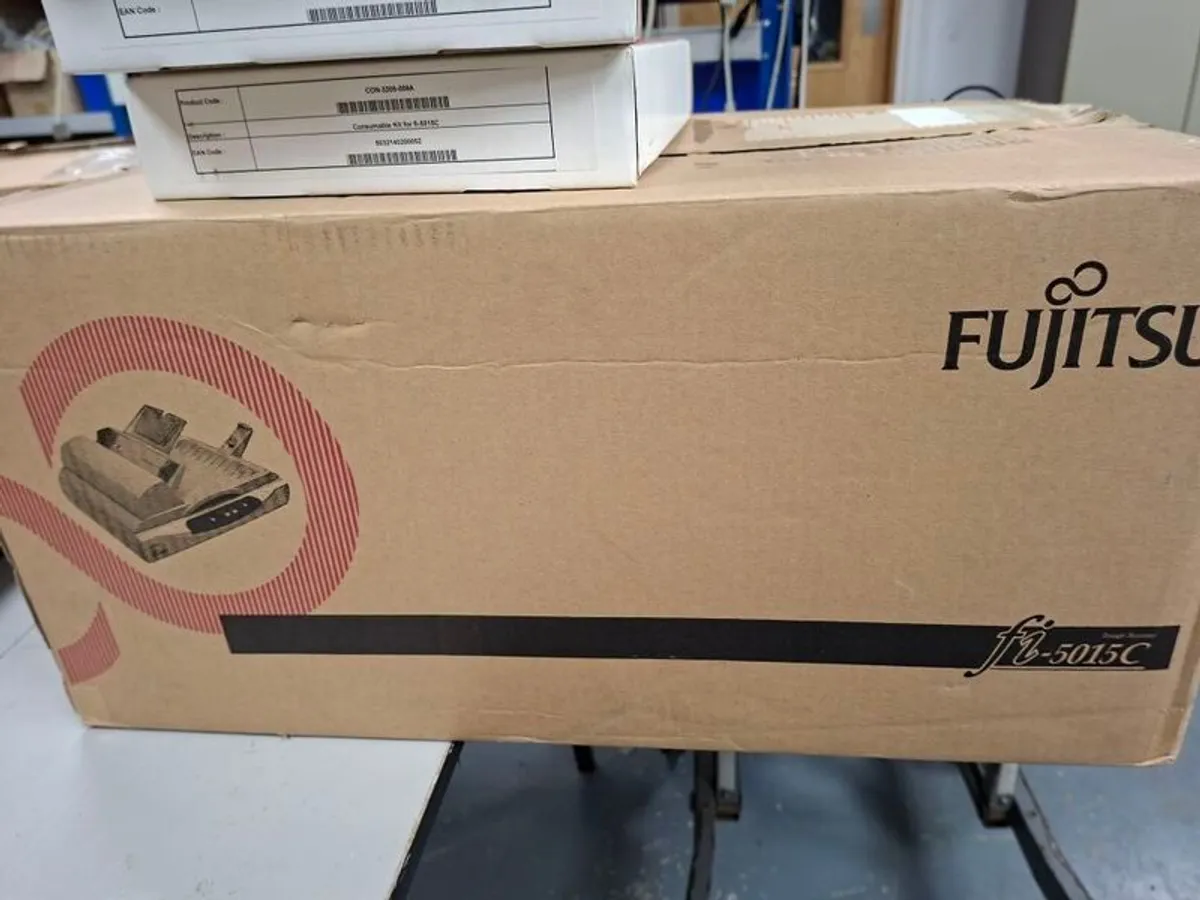 EAN Code :
Product Code :
CON-3209-009A
Description :
Consumable Kit for fi-5015C
EAN Code :
FUJITSU
Image Scanner
fi-5015C